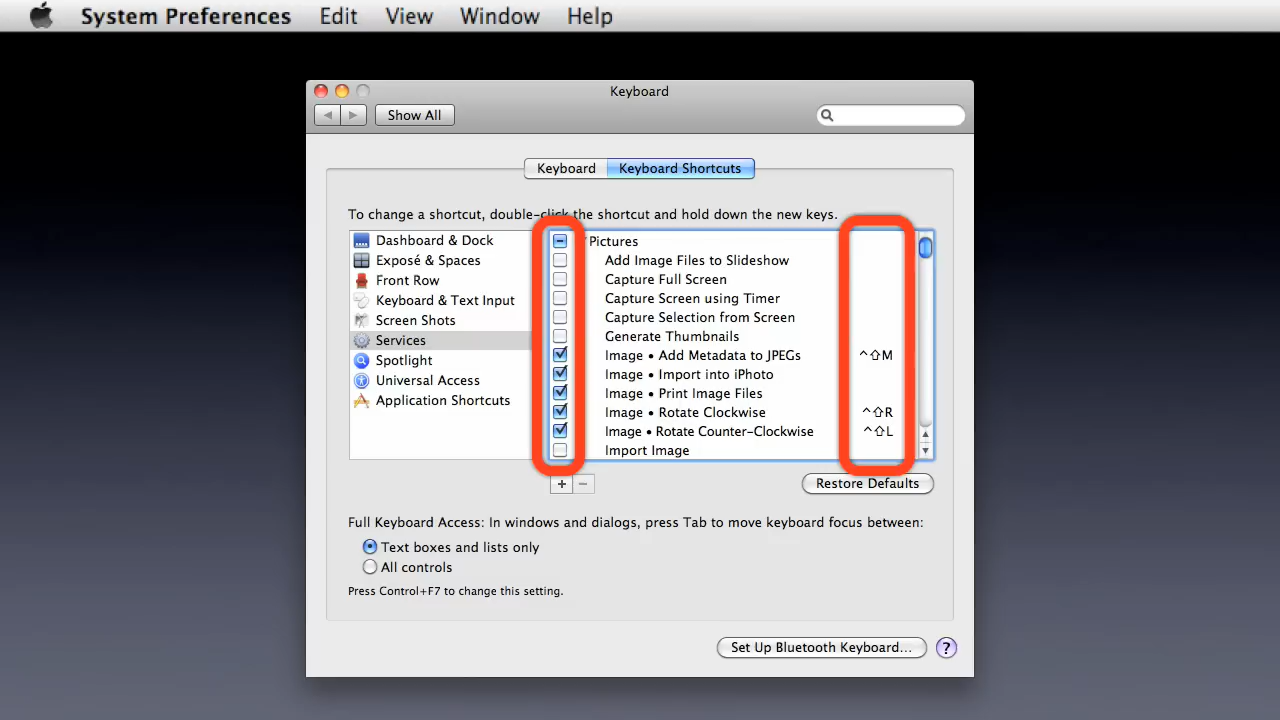 System Preferences Edit View Window Help
Keyboard
Show All
Keyboard Keyboard Shortcuts
To change a shortcut, double-click the shortcut and hold down the new keys.
Dashboard & Dock
Exposé & Spaces
Front Row
Keyboard & Text Input
Screen Shots
Services
Spotlight
Universal Access
Application Shortcuts
Pictures
Add Image Files to Slideshow
Capture Full Screen
Capture Screen using Timer
Capture Selection from Screen
Generate Thumbnails
Image • Add Metadata to JPEGs ^⇧M
Image • Import into iPhoto
Image • Print Image Files
Image • Rotate Clockwise ^⇧R
Image • Rotate Counter-Clockwise ^⇧L
Import Image
+ −
Restore Defaults
Full Keyboard Access: In windows and dialogs, press Tab to move keyboard focus between:
Text boxes and lists only
All controls
Press Control+F7 to change this setting.
Set Up Bluetooth Keyboard... ?